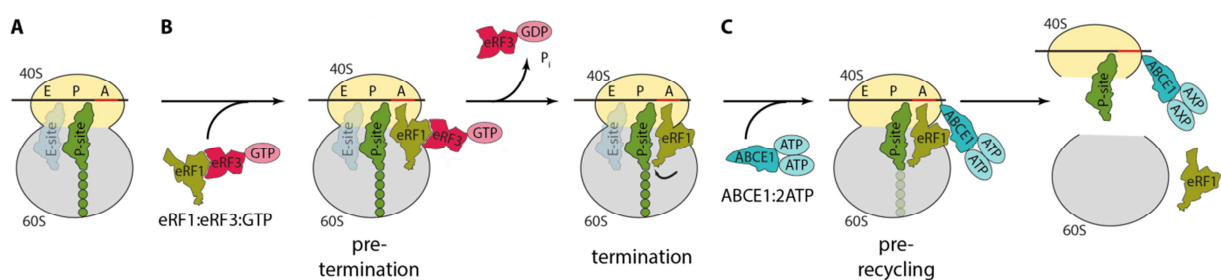 A
40S
E P A
E-site
P-site
60S
B
eRF1
eRF3
GTP
eRF1:eRF3:GTP
40S
E P A
E-site
P-site
eRF1
eRF3
GTP
60S
pre-
termination
eRF3
GDP
Pi
40S
E P A
E-site
P-site
eRF1
60S
termination
C
ABCE1
ATP
ATP
ABCE1:2ATP
40S
E P A
P-site
eRF1
ABCE1
ATP
ATP
60S
pre-
recycling
40S
P-site
ABCE1
AXP
AXP
eRF1
60S